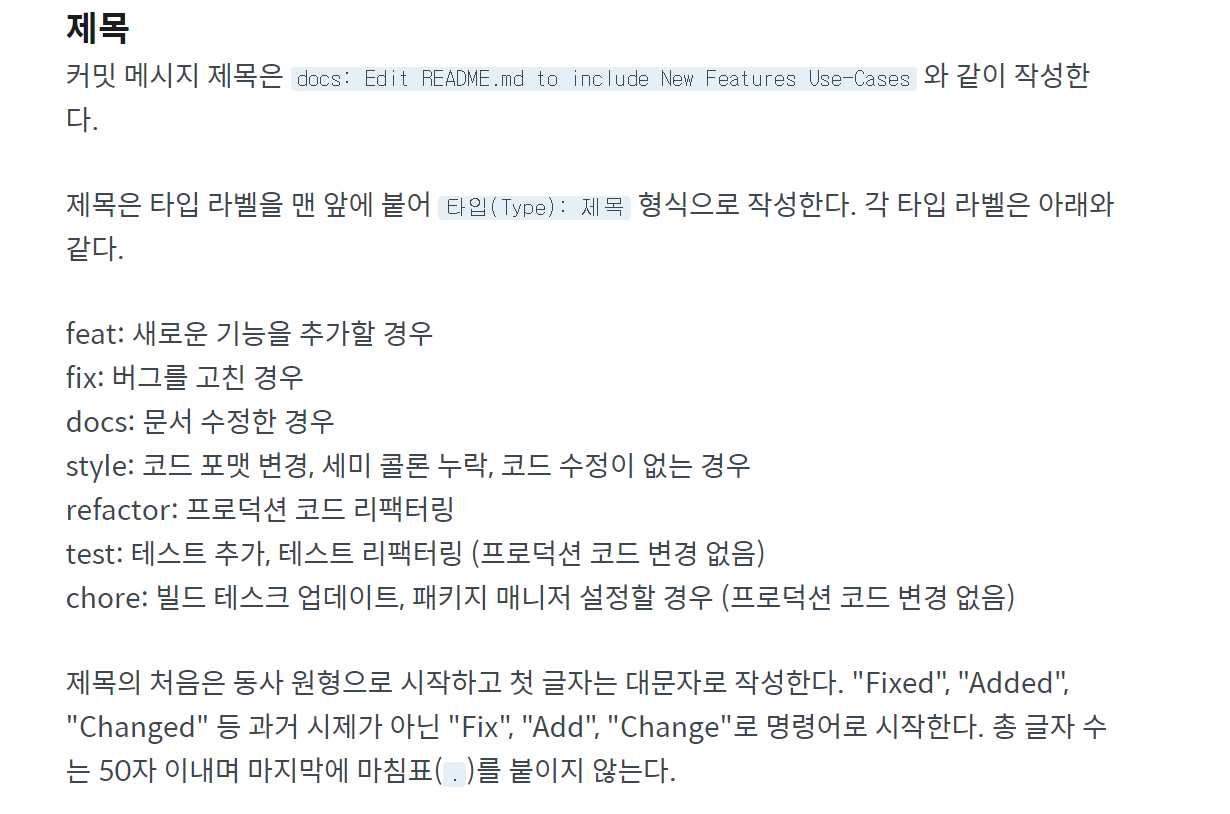 제목
커밋 메시지 제목은 docs: Edit README.md to include New Features Use-Cases 와 같이 작성한
다.
제목은 타입 라벨을 맨 앞에 붙어 타입(Type): 제목 형식으로 작성한다. 각 타입 라벨은 아래와
같다.
feat: 새로운 기능을 추가할 경우
fix: 버그를 고친 경우
docs: 문서 수정한 경우
style: 코드 포맷 변경, 세미 콜론 누락, 코드 수정이 없는 경우
refactor: 프로덕션 코드 리팩터링
test: 테스트 추가, 테스트 리팩터링 (프로덕션 코드 변경 없음)
chore: 빌드 테스크 업데이트, 패키지 매니저 설정할 경우 (프로덕션 코드 변경 없음)
제목의 처음은 동사 원형으로 시작하고 첫 글자는 대문자로 작성한다. "Fixed", "Added",
"Changed" 등 과거 시제가 아닌 "Fix", "Add", "Change"로 명령어로 시작한다. 총 글자 수
는 50자 이내며 마지막에 마침표(.)를 붙이지 않는다.